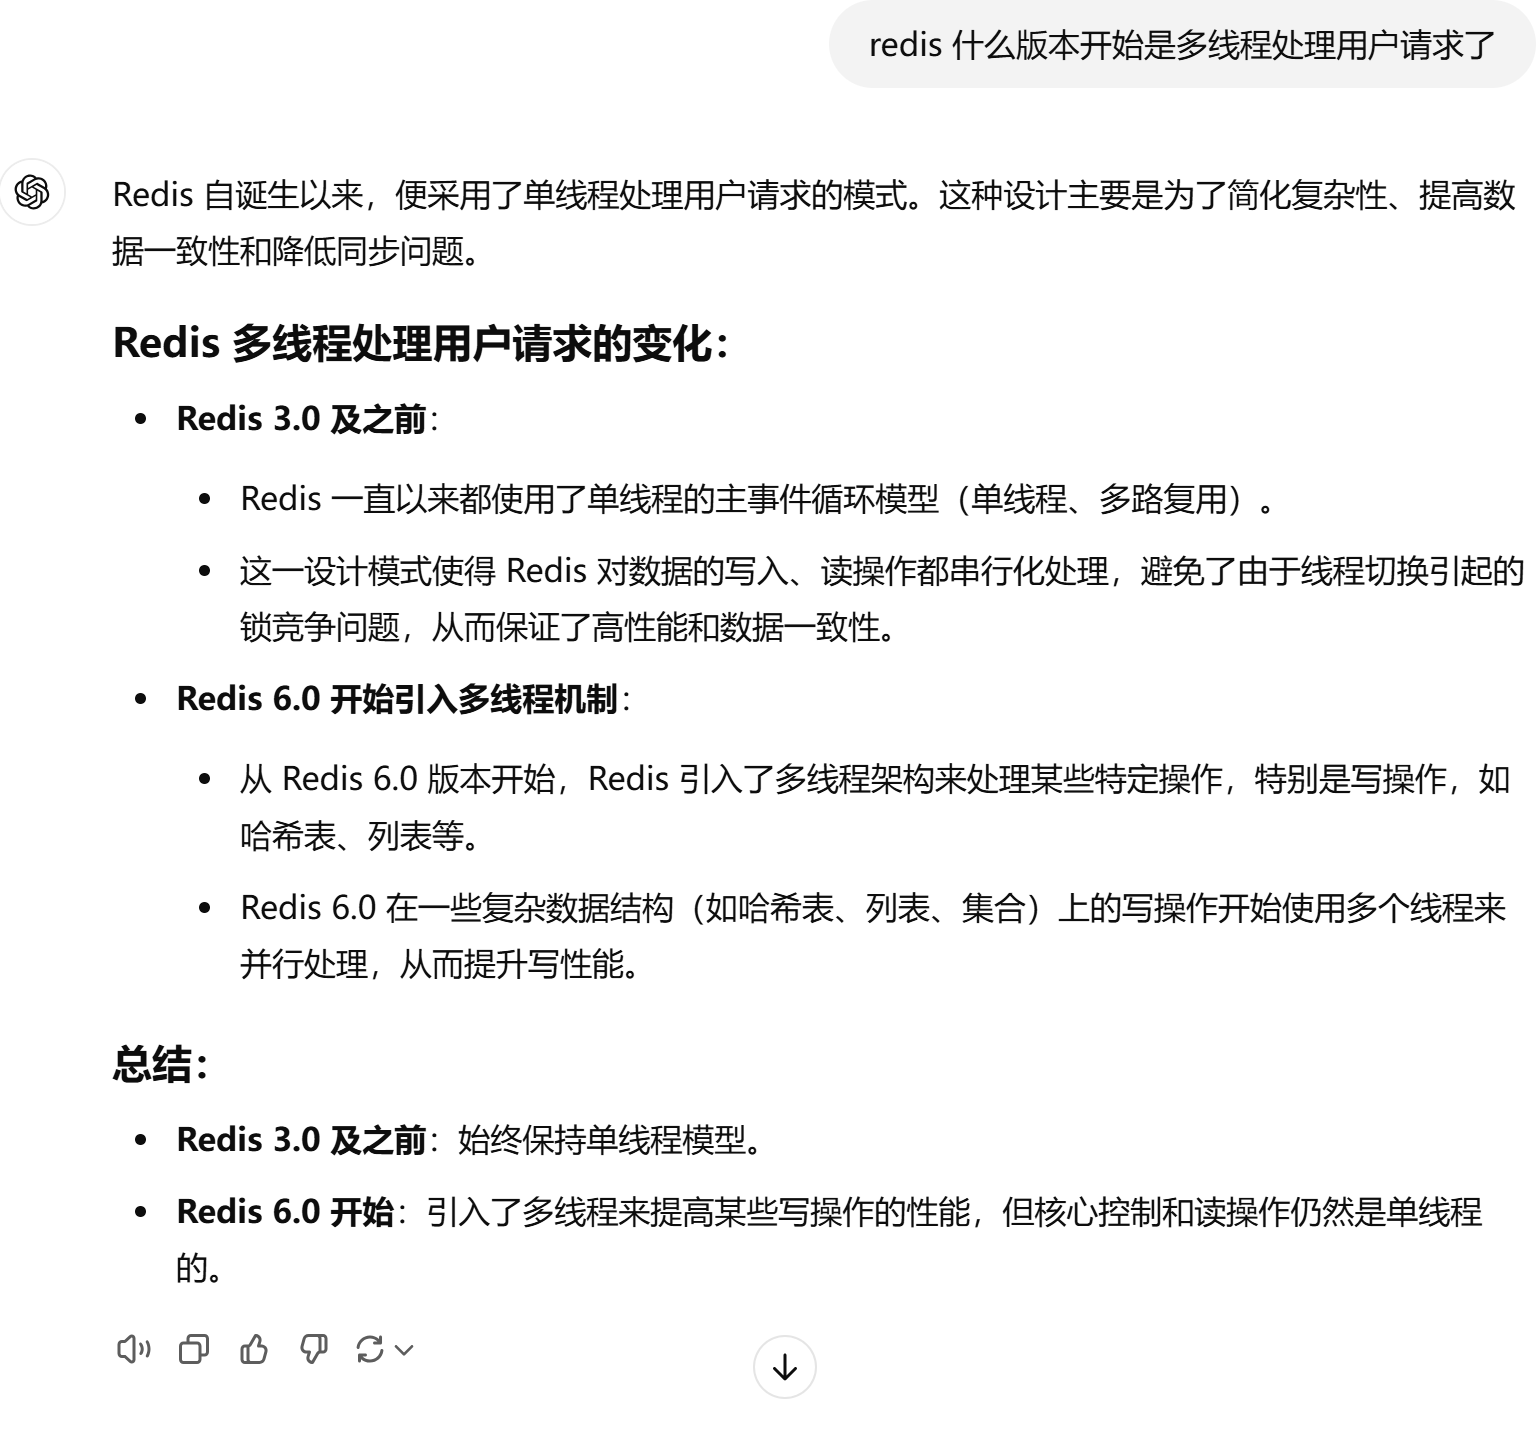 redis 什么版本开始是多线程处理用户请求了
Redis 自诞生以来，便采用了单线程处理用户请求的模式。这种设计主要是为了简化复杂性、提高数
据一致性和降低同步问题。
Redis 多线程处理用户请求的变化：
Redis 3.0 及之前：
Redis 一直以来都使用了单线程的主事件循环模型（单线程、多路复用）。
这一设计模式使得 Redis 对数据的写入、读操作都串行化处理，避免了由于线程切换引起的
锁竞争问题，从而保证了高性能和数据一致性。
Redis 6.0 开始引入多线程机制：
从 Redis 6.0 版本开始，Redis 引入了多线程架构来处理某些特定操作，特别是写操作，如
哈希表、列表等。
Redis 6.0 在一些复杂数据结构（如哈希表、列表、集合）上的写操作开始使用多个线程来
并行处理，从而提升写性能。
总结：
Redis 3.0 及之前：始终保持单线程模型。
Redis 6.0 开始：引入了多线程来提高某些写操作的性能，但核心控制和读操作仍然是单线程
的。